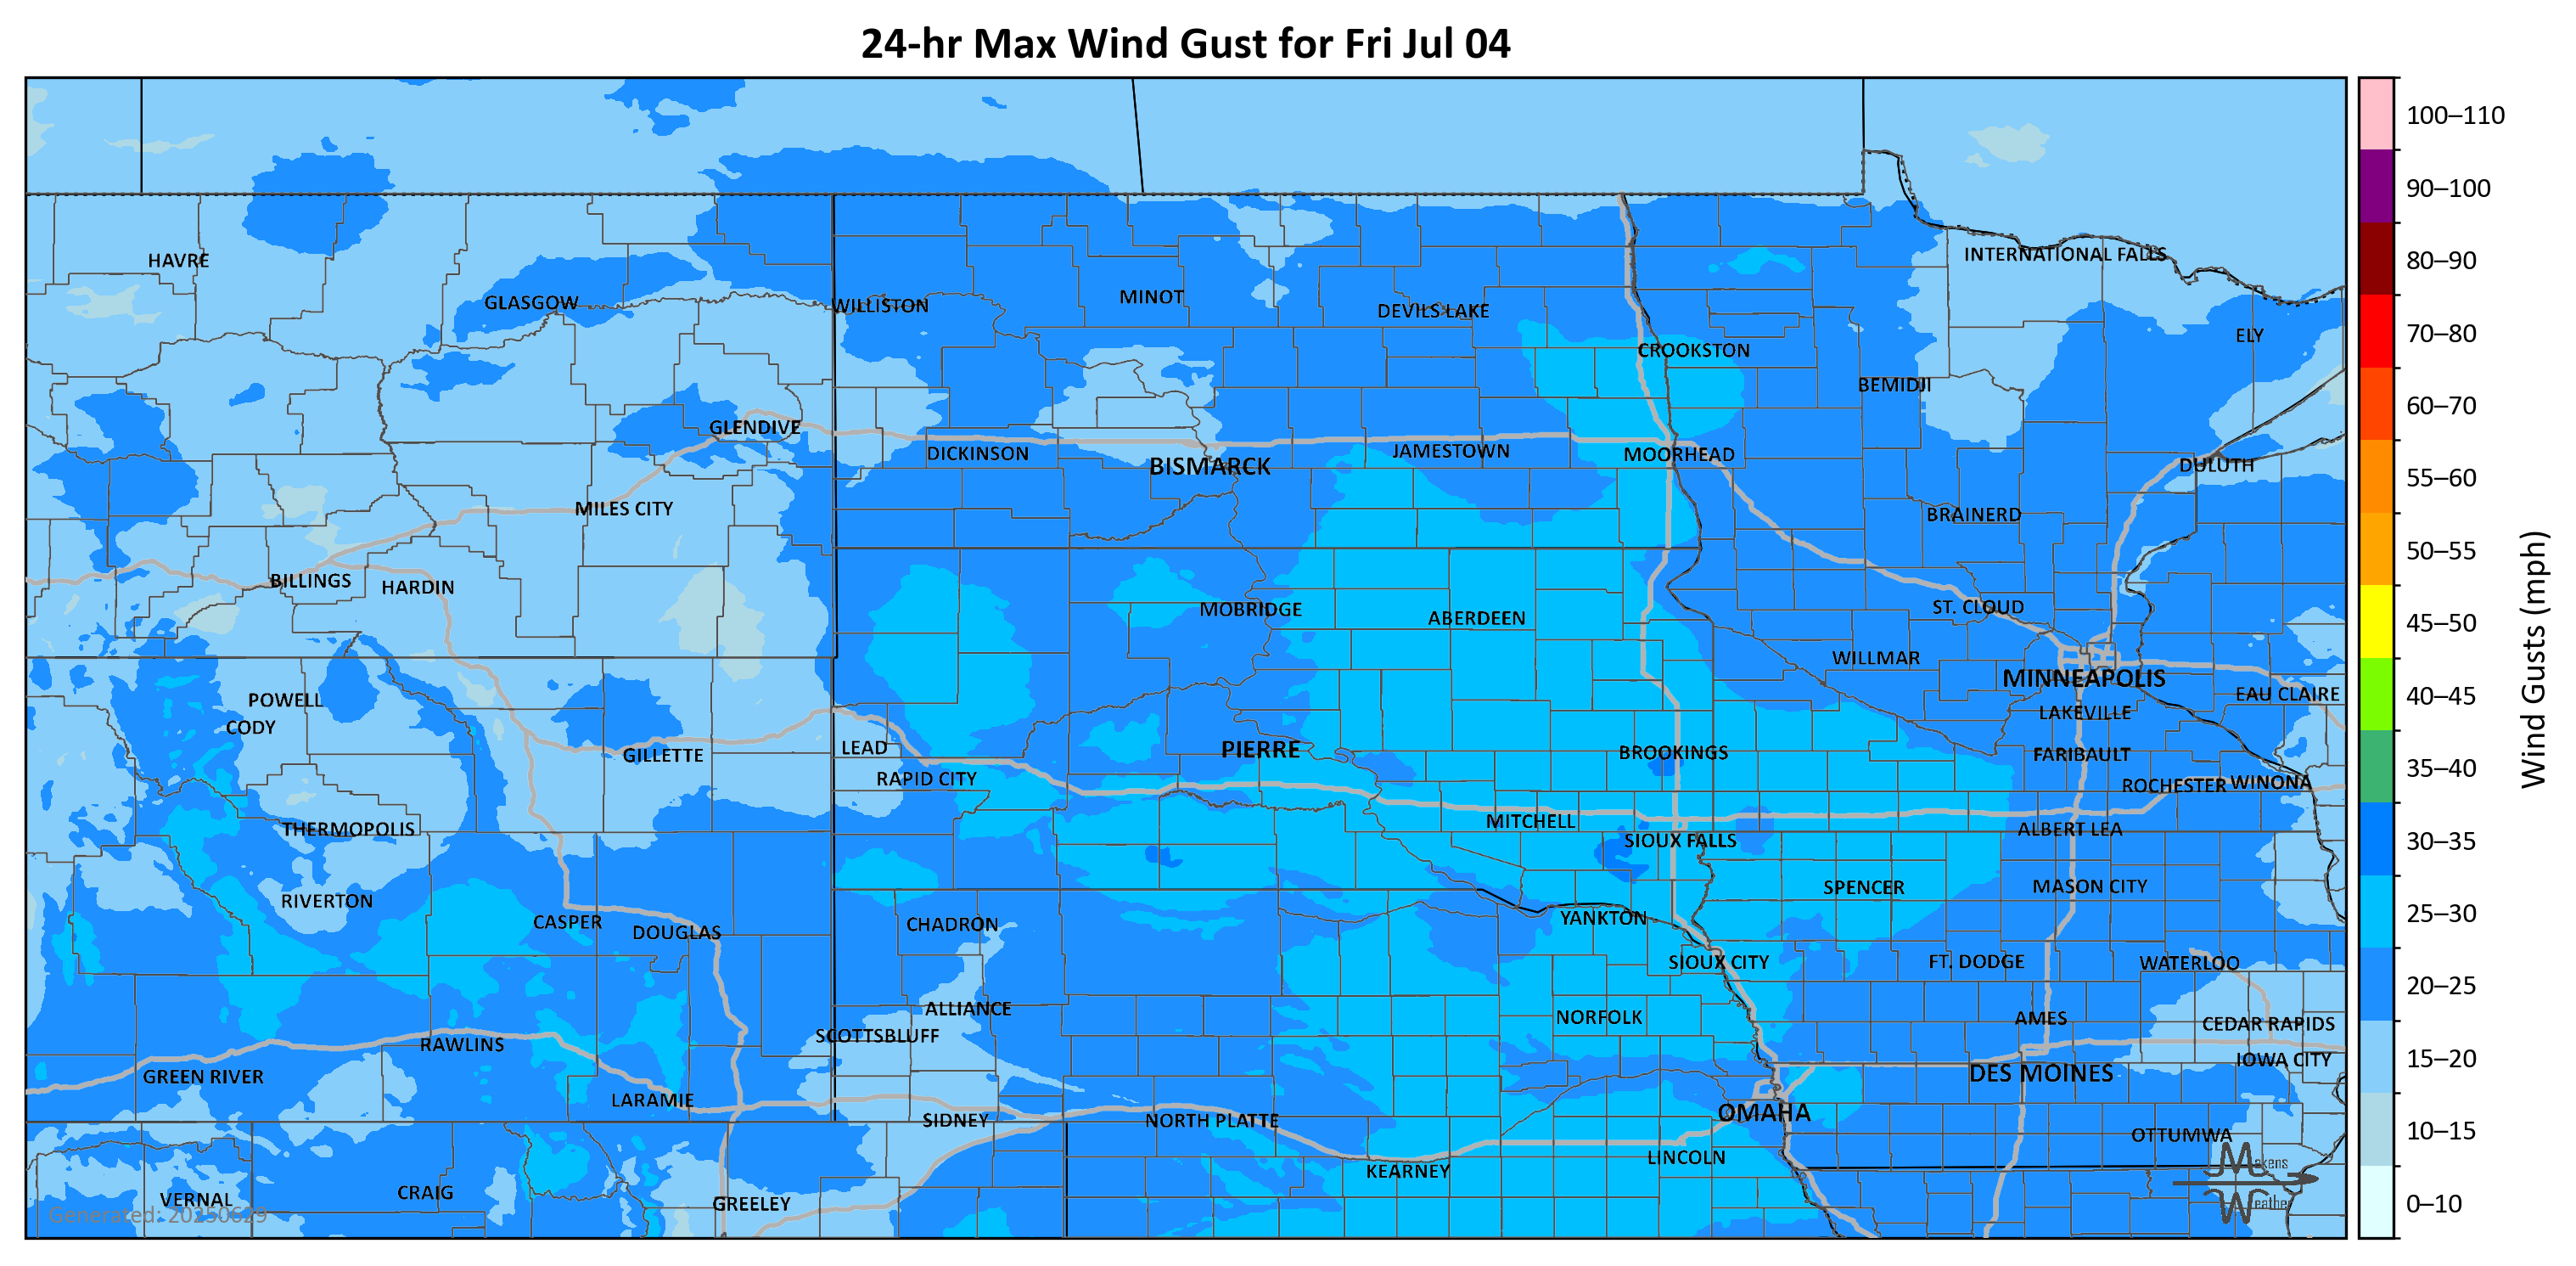 24-hr Max Wind Gust for Fri Jul 04
100–110
90–100
80–90
70–80
60–70
55–60
50–55
45–50
40–45
35–40
30–35
25–30
20–25
15–20
10–15
0–10
Wind Gusts (mph)
HAVRE
INTERNATIONAL FALLS
GLASGOW
WILLISTON
MINOT
DEVILS LAKE
ELY
CROOKSTON
BEMIDJI
GLENDIVE
DICKINSON
BISMARCK
JAMESTOWN
MOORHEAD
DULUTH
MILES CITY
BRAINERD
BILLINGS
HARDIN
MOBRIDGE
ABERDEEN
ST. CLOUD
WILLMAR
MINNEAPOLIS
POWELL
EAU CLAIRE
CODY
LAKEVILLE
GILLETTE
LEAD
PIERRE
BROOKINGS
FARIBAULT
RAPID CITY
ROCHESTER
WINONA
THERMOPOLIS
MITCHELL
SIOUX FALLS
ALBERT LEA
RIVERTON
SPENCER
MASON CITY
CASPER
DOUGLAS
CHADRON
YANKTON
SIOUX CITY
FT. DODGE
WATERLOO
ALLIANCE
NORFOLK
AMES
CEDAR RAPIDS
RAWLINS
SCOTTSBLUFF
IOWA CITY
GREEN RIVER
DES MOINES
LARAMIE
SIDNEY
NORTH PLATTE
OMAHA
OTTUMWA
KEARNEY
LINCOLN
VERNAL
CRAIG
GREELEY
Generated: 20250629
Makens
Weather